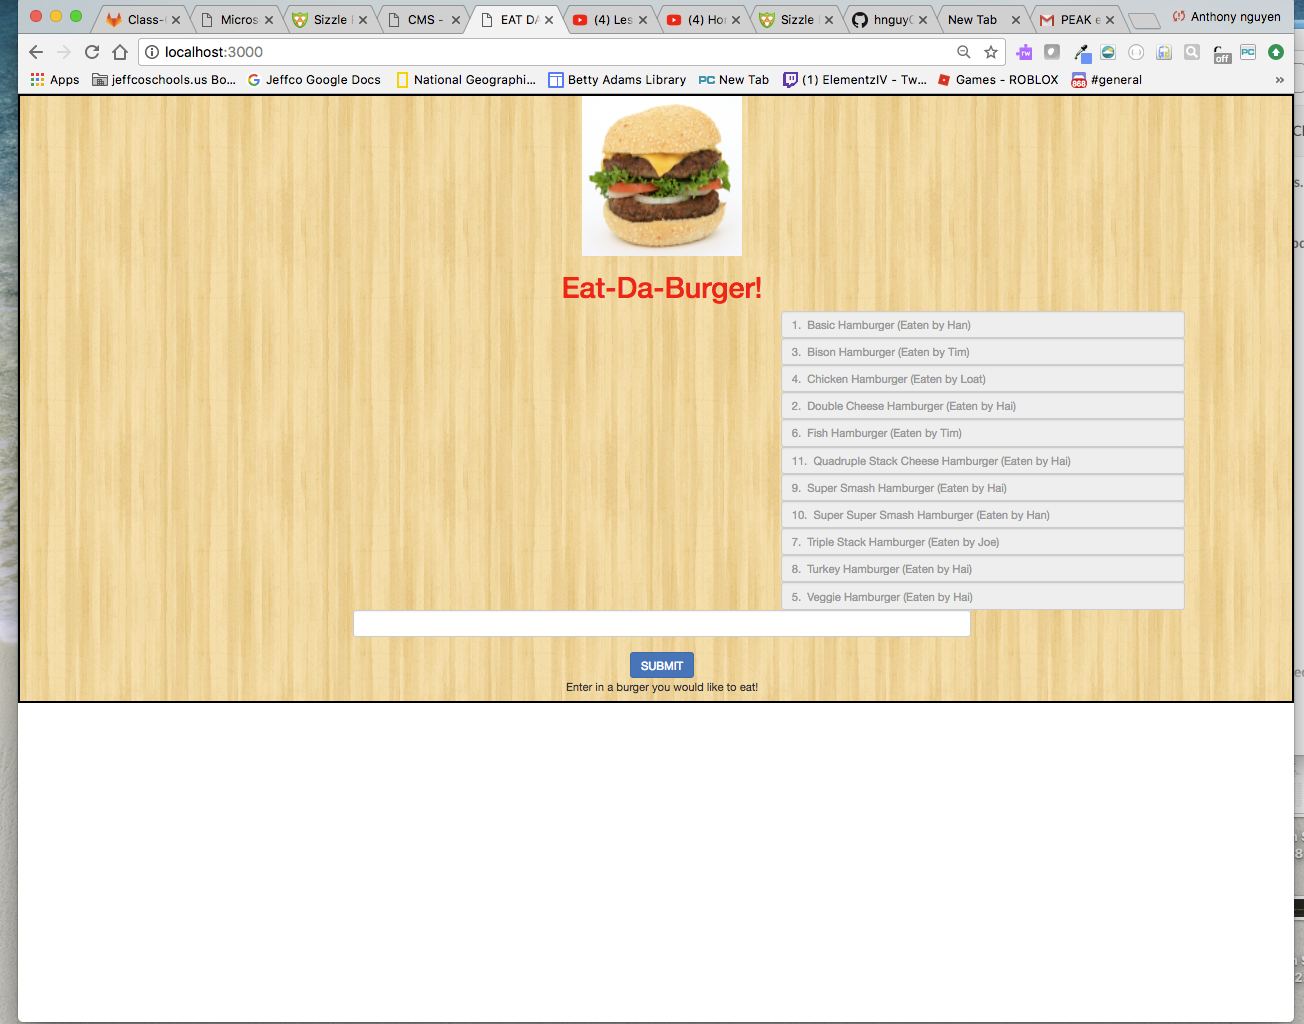 Class-
Micros
Sizzle
CMS -
EAT DA
(4) Les
(4) Hor
Sizzle
hnguy
New Tab
PEAK e
Anthony nguyen
localhost:3000
off
PC
Apps
jeffcoschools.us Bo...
Jeffco Google Docs
National Geographi...
Betty Adams Library
PC New Tab
(1) ElementzIV - Tw...
Games - ROBLOX
868 #general
»
Eat-Da-Burger!
1. Basic Hamburger (Eaten by Han)
3. Bison Hamburger (Eaten by Tim)
4. Chicken Hamburger (Eaten by Loat)
2. Double Cheese Hamburger (Eaten by Hai)
6. Fish Hamburger (Eaten by Tim)
11. Quadruple Stack Cheese Hamburger (Eaten by Hai)
9. Super Smash Hamburger (Eaten by Hai)
10. Super Super Smash Hamburger (Eaten by Han)
7. Triple Stack Hamburger (Eaten by Joe)
8. Turkey Hamburger (Eaten by Hai)
5. Veggie Hamburger (Eaten by Hai)
SUBMIT
Enter in a burger you would like to eat!